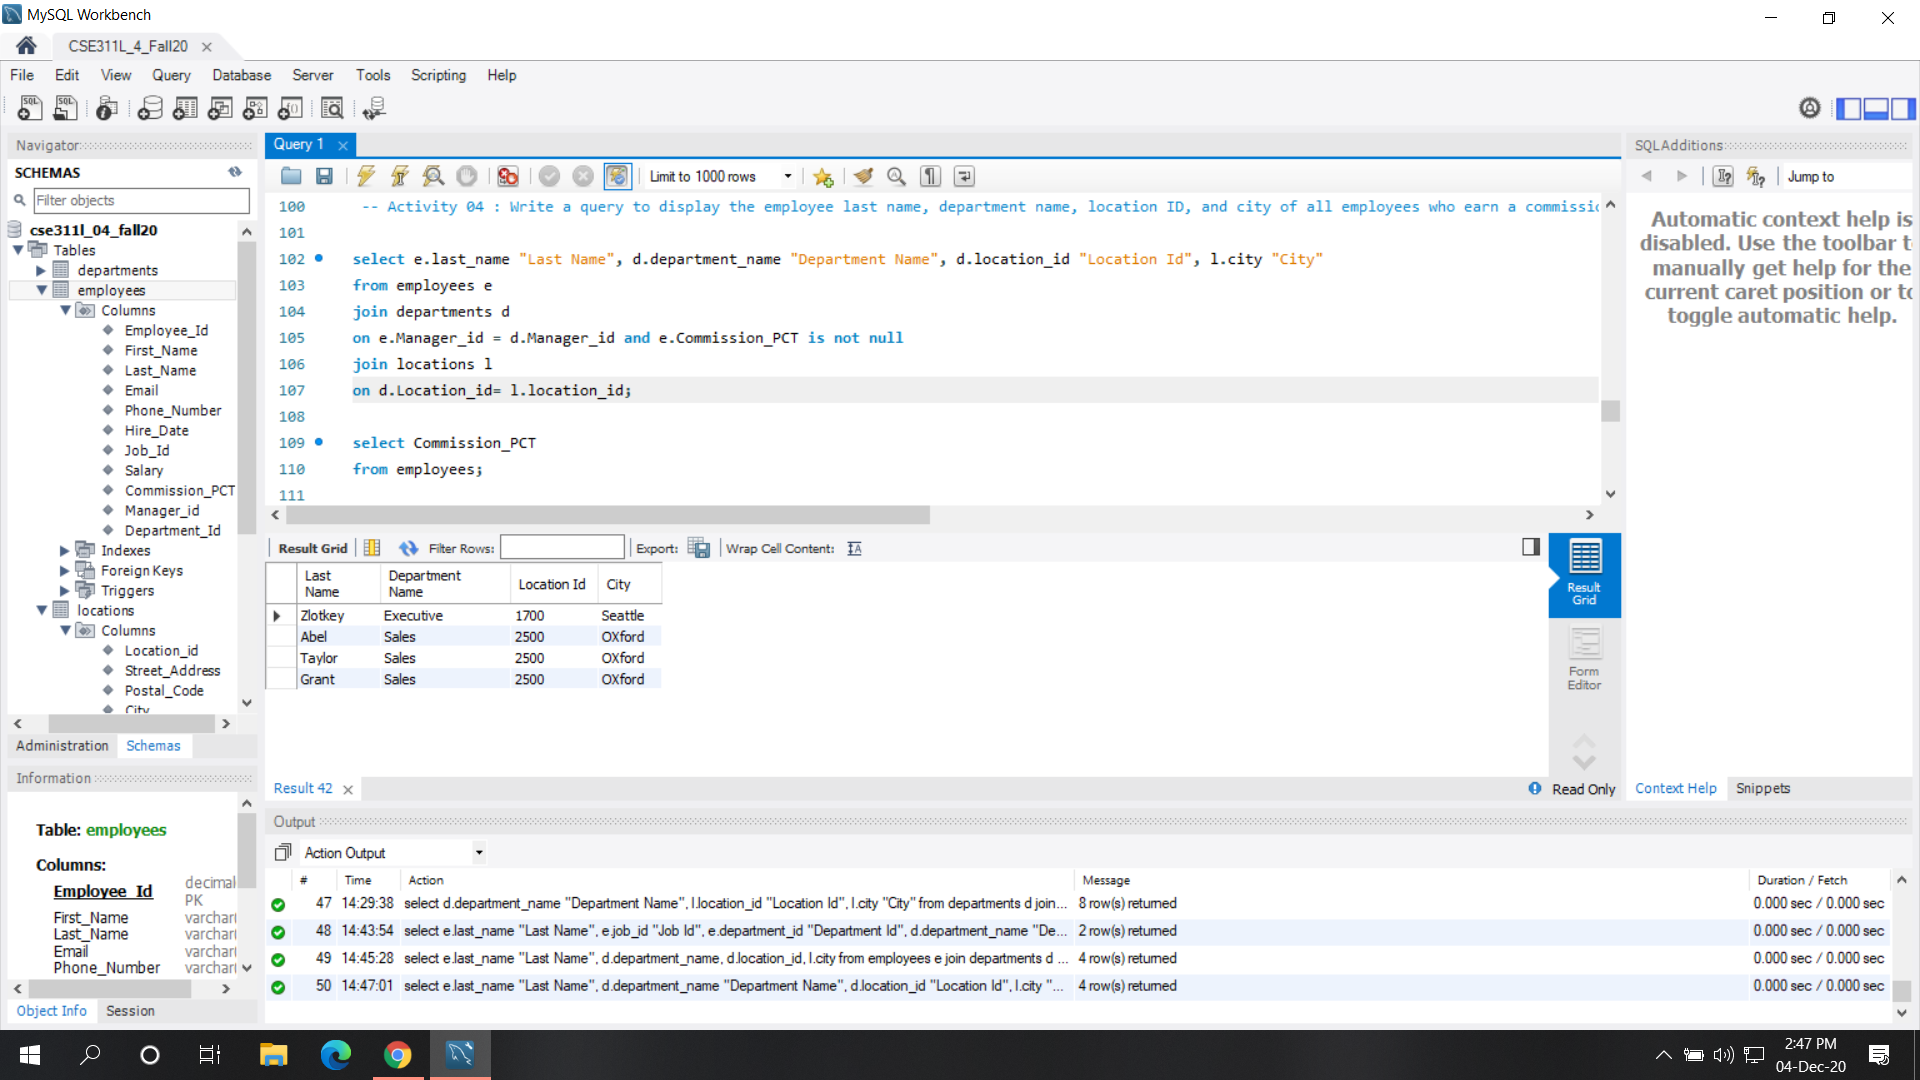 MySQL Workbench
CSE311L_4_Fall20
File Edit View Query Database Server Tools Scripting Help
Navigator
SCHEMAS
Filter objects
cse311l_04_fall20
Tables
departments
employees
Columns
Employee_Id
First_Name
Last_Name
Email
Phone_Number
Hire_Date
Job_Id
Salary
Commission_PCT
Manager_id
Department_Id
Indexes
Foreign Keys
Triggers
locations
Columns
Location_id
Street_Address
Postal_Code
City
Administration Schemas
Information
Table: employees
Columns:
Employee_Id decimal
PK
First_Name varchar(
Last_Name varchar(
Email varchar(
Phone_Number varchar(
Object Info Session
Query 1
Limit to 1000 rows
100 -- Activity 04 : Write a query to display the employee last name, department name, location ID, and city of all employees who earn a commissio
101
102 select e.last_name "Last Name", d.department_name "Department Name", d.location_id "Location Id", l.city "City"
103 from employees e
104 join departments d
105 on e.Manager_id = d.Manager_id and e.Commission_PCT is not null
106 join locations l
107 on d.Location_id= l.location_id;
108
109 select Commission_PCT
110 from employees;
111
Result Grid Filter Rows: Export: Wrap Cell Content:
Last Name Department Name Location Id City
Zlotkey Executive 1700 Seattle
Abel Sales 2500 OXford
Taylor Sales 2500 OXford
Grant Sales 2500 OXford
Result Grid
Form Editor
Result 42
Read Only
Output
Action Output
# Time Action Message Duration / Fetch
47 14:29:38 select d.department_name "Department Name", l.location_id "Location Id", l.city "City" from departments d join... 8 row(s) returned 0.000 sec / 0.000 sec
48 14:43:54 select e.last_name "Last Name", e.job_id "Job Id", e.department_id "Department Id", d.department_name "De... 2 row(s) returned 0.000 sec / 0.000 sec
49 14:45:28 select e.last_name "Last Name", d.department_name, d.location_id, l.city from employees e join departments d ... 4 row(s) returned 0.000 sec / 0.000 sec
50 14:47:01 select e.last_name "Last Name", d.department_name "Department Name", d.location_id "Location Id", l.city "... 4 row(s) returned 0.000 sec / 0.000 sec
SQLAdditions
Jump to
Automatic context help is
disabled. Use the toolbar t
manually get help for the
current caret position or to
toggle automatic help.
Context Help Snippets
2:47 PM
04-Dec-20